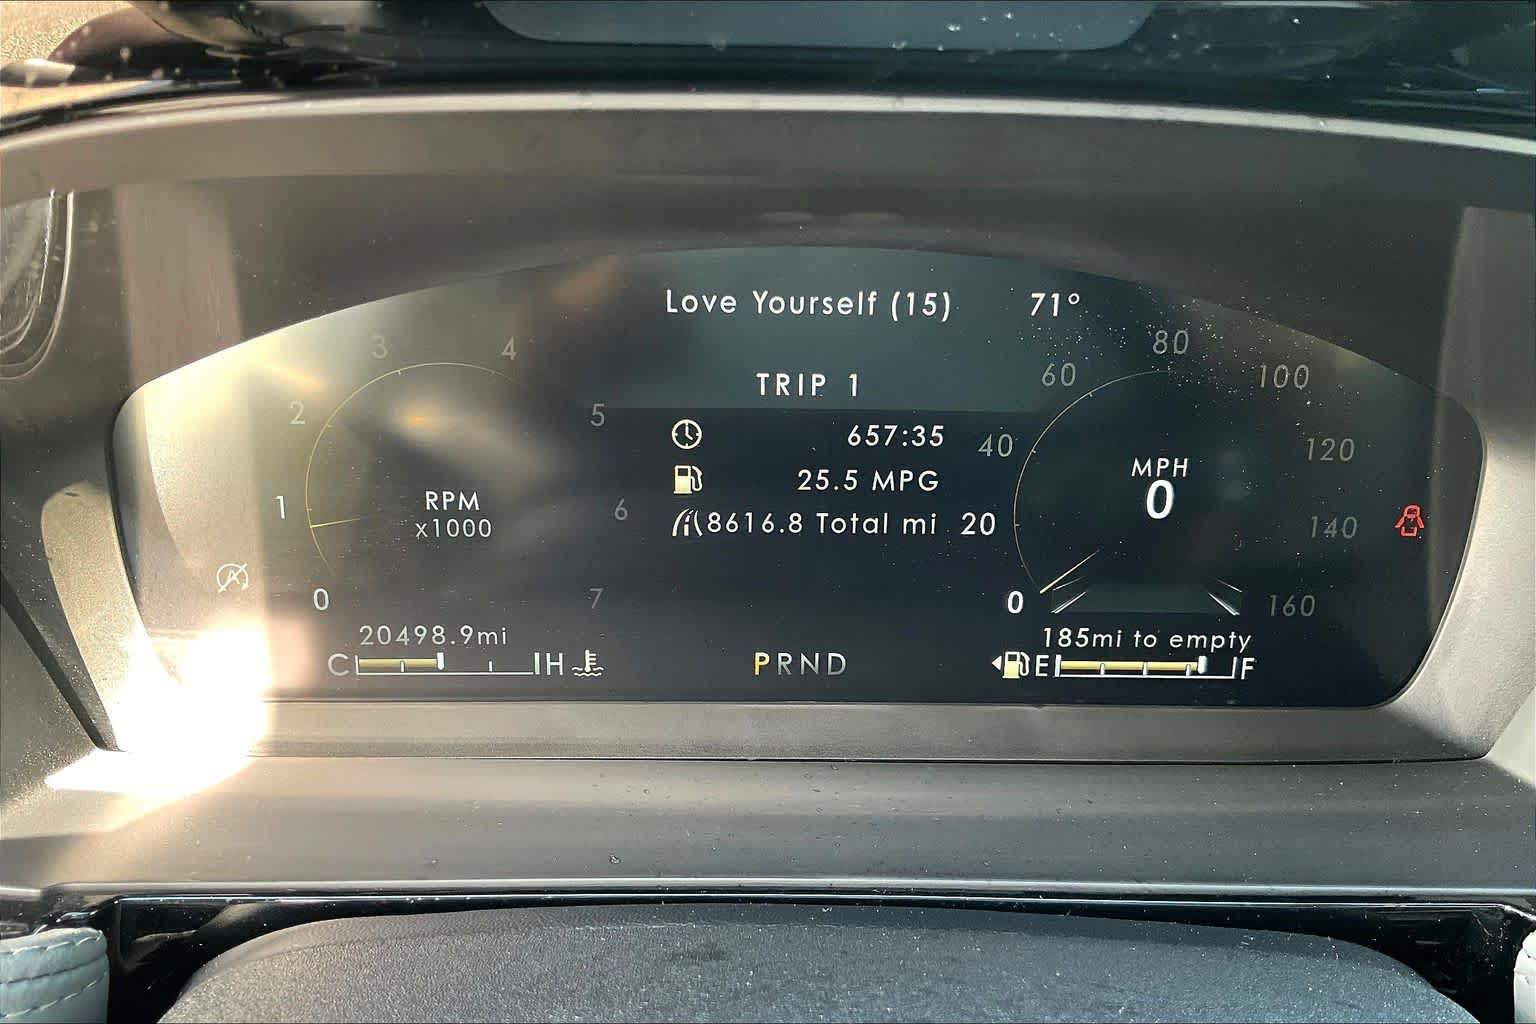 Love Yourself (15) 71°
TRIP 1
657:35
25.5 MPG
8616.8 Total mi
0 1 2 3 4 5 6 7
RPM
x1000
0 20 40 60 80 100 120 140 160
MPH
0
A
20498.9mi
C H
PRND
185mi to empty
E F